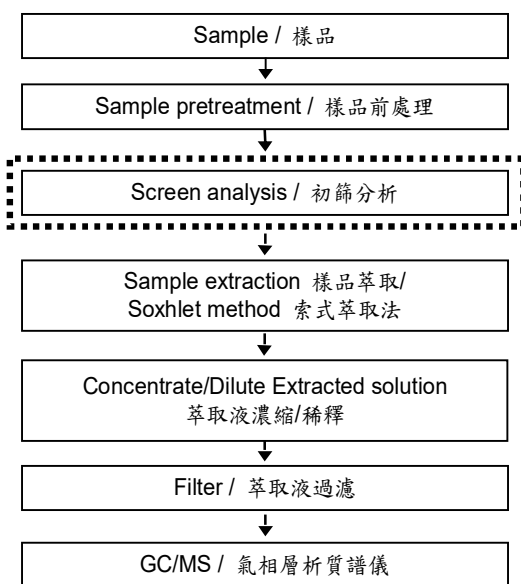 Sample / 樣品
Sample pretreatment / 樣品前處理
Screen analysis / 初篩分析
Sample extraction 樣品萃取/
Soxhlet method 索式萃取法
Concentrate/Dilute Extracted solution
萃取液濃縮/稀釋
Filter / 萃取液過濾
GC/MS / 氣相層析質譜儀